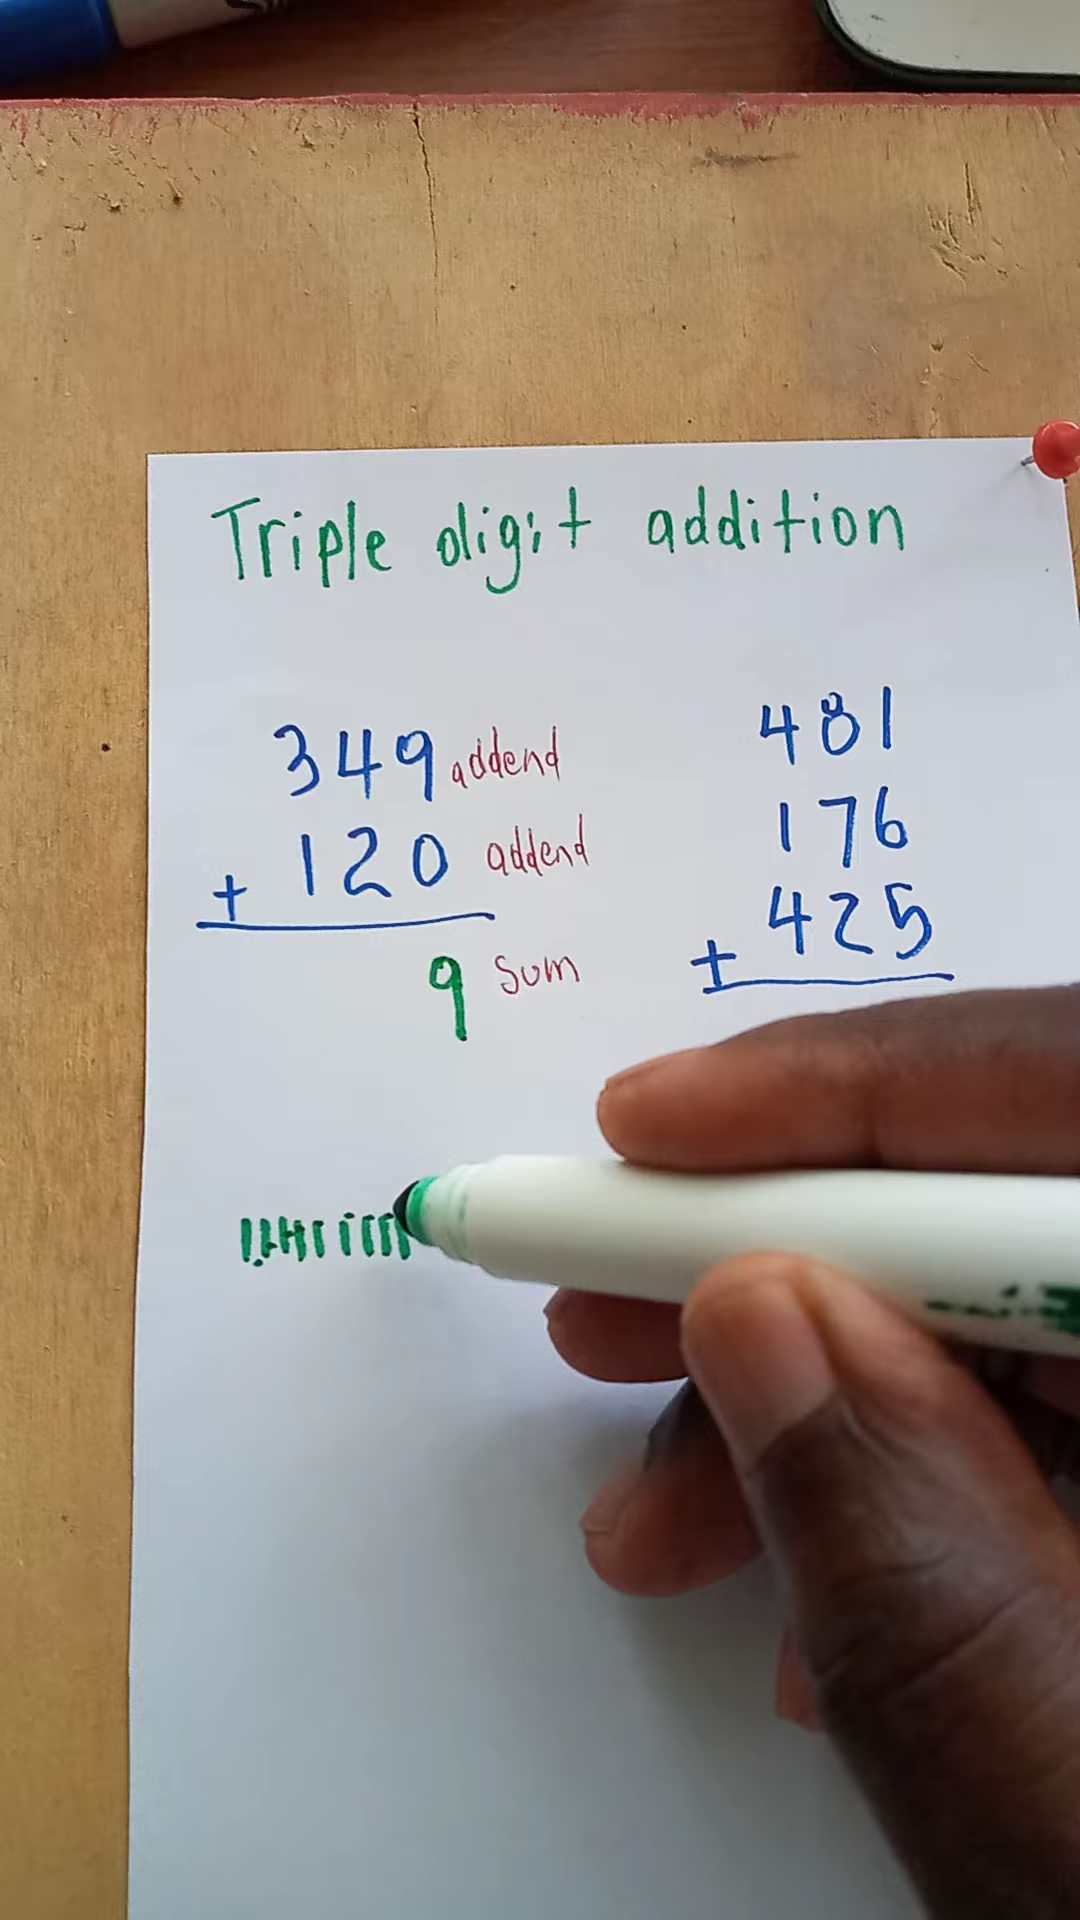 Triple digit addition
349 addend
+ 120 addend
9 sum
481
176
+ 425